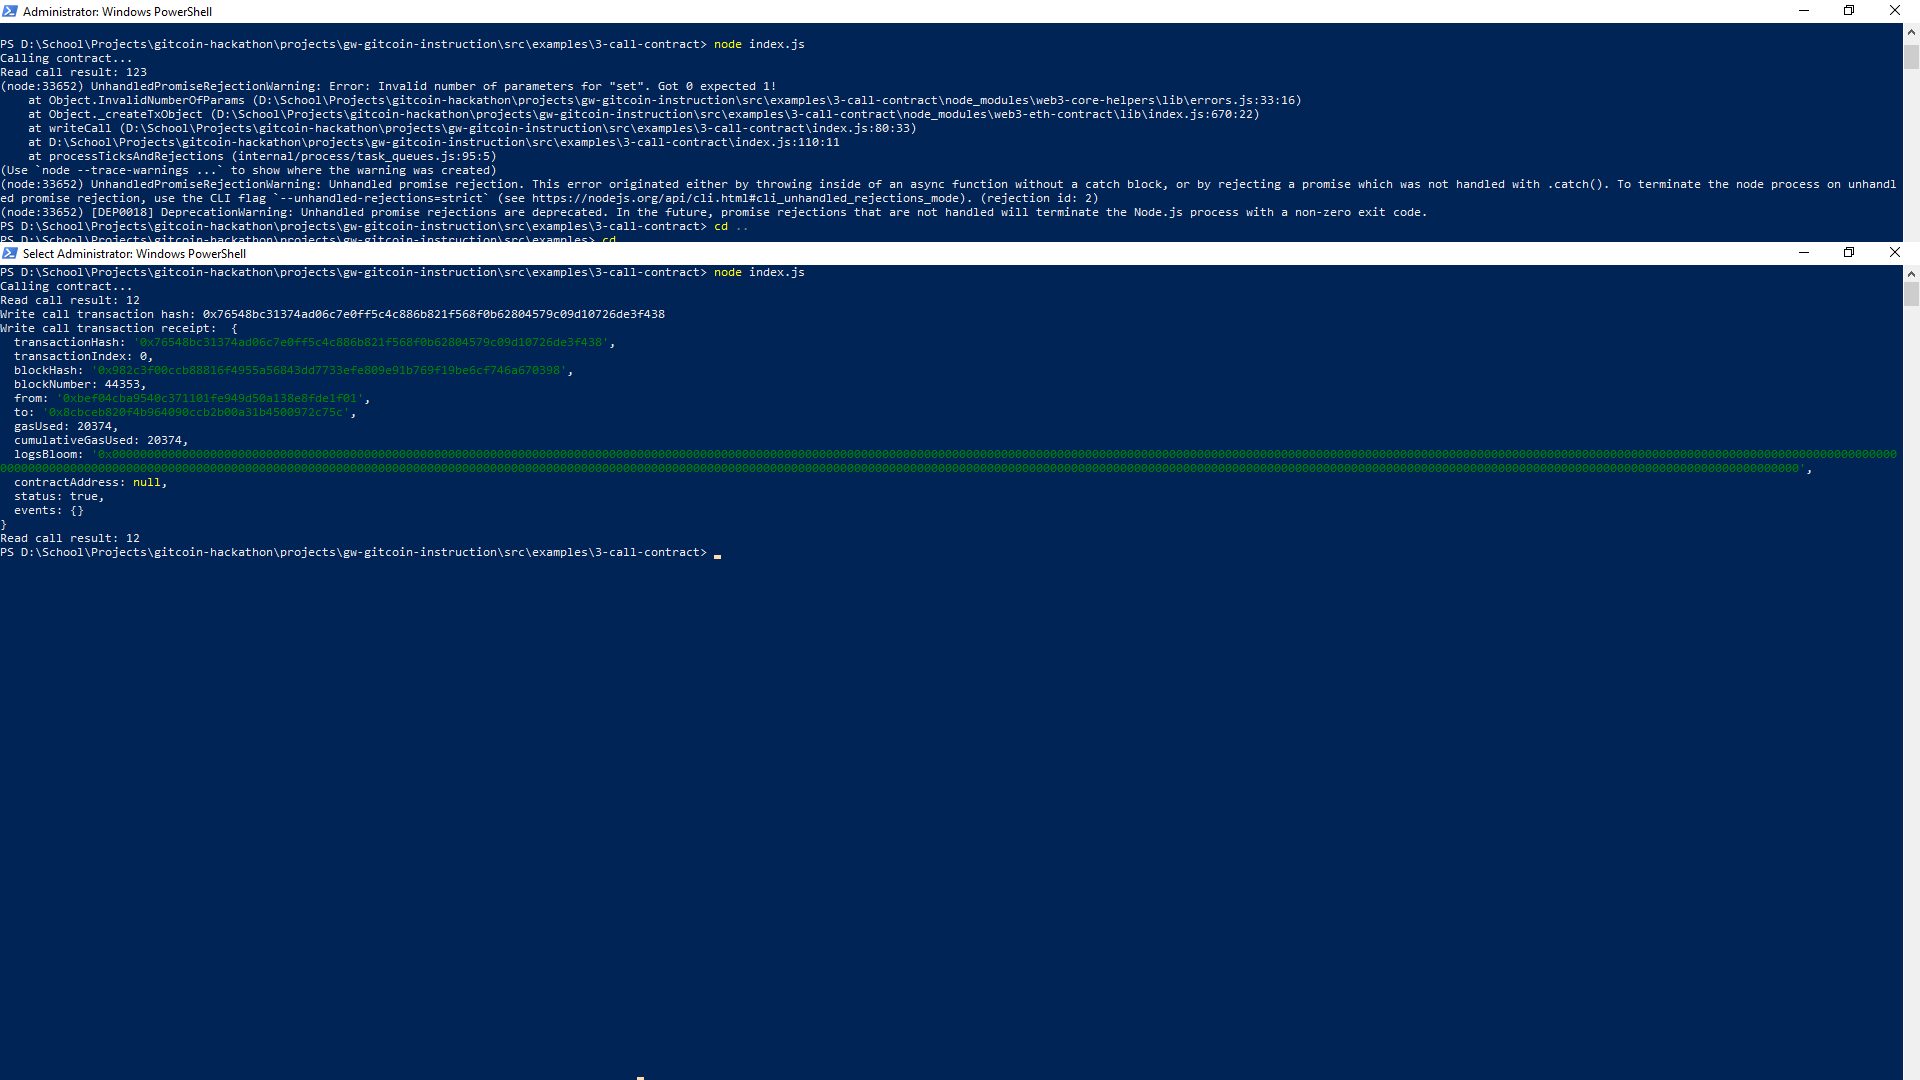 Administrator: Windows PowerShell
PS D:\School\Projects\gitcoin-hackathon\projects\gw-gitcoin-instruction\src\examples\3-call-contract> node index.js
Calling contract...
Read call result: 123
(node:33652) UnhandledPromiseRejectionWarning: Error: Invalid number of parameters for "set". Got 0 expected 1!
    at Object.InvalidNumberOfParams (D:\School\Projects\gitcoin-hackathon\projects\gw-gitcoin-instruction\src\examples\3-call-contract\node_modules\web3-core-helpers\lib\errors.js:33:16)
    at Object._createTxObject (D:\School\Projects\gitcoin-hackathon\projects\gw-gitcoin-instruction\src\examples\3-call-contract\node_modules\web3-eth-contract\lib\index.js:670:22)
    at writeCall (D:\School\Projects\gitcoin-hackathon\projects\gw-gitcoin-instruction\src\examples\3-call-contract\index.js:80:33)
    at D:\School\Projects\gitcoin-hackathon\projects\gw-gitcoin-instruction\src\examples\3-call-contract\index.js:110:11
    at processTicksAndRejections (internal/process/task_queues.js:95:5)
(Use `node --trace-warnings ...` to show where the warning was created)
(node:33652) UnhandledPromiseRejectionWarning: Unhandled promise rejection. This error originated either by throwing inside of an async function without a catch block, or by rejecting a promise which was not handled with .catch(). To terminate the node process on unhandl
ed promise rejection, use the CLI flag `--unhandled-rejections=strict` (see https://nodejs.org/api/cli.html#cli_unhandled_rejections_mode). (rejection id: 2)
(node:33652) [DEP0018] DeprecationWarning: Unhandled promise rejections are deprecated. In the future, promise rejections that are not handled will terminate the Node.js process with a non-zero exit code.
PS D:\School\Projects\gitcoin-hackathon\projects\gw-gitcoin-instruction\src\examples\3-call-contract> cd ..
PS D:\School\Projects\gitcoin-hackathon\projects\gw-gitcoin-instruction\src\examples> cd
Select Administrator: Windows PowerShell
PS D:\School\Projects\gitcoin-hackathon\projects\gw-gitcoin-instruction\src\examples\3-call-contract> node index.js
Calling contract...
Read call result: 12
Write call transaction hash: 0x76548bc31374ad06c7e0ff5c4c886b821f568f0b62804579c09d10726de3f438
Write call transaction receipt:  {
  transactionHash: '0x76548bc31374ad06c7e0ff5c4c886b821f568f0b62804579c09d10726de3f438',
  transactionIndex: 0,
  blockHash: '0x982c3f00ccb88816f4955a56843dd7733efe809e91b769f19be6cf746a670398',
  blockNumber: 44353,
  from: '0xbef04cba9540c371101fe949d50a138e8fde1f01',
  to: '0x8cbceb820f4b964090ccb2b00a31b4500972c75c',
  gasUsed: 20374,
  cumulativeGasUsed: 20374,
  logsBloom: '0x000000000000000000000000000000000000000000000000000000000000000000000000000000000000000000000000000000000000000000000000000000000000000000000000000000000000000000000000000000000000000000000000000000000000000000000000000000000000000000000000000000000000000000000000
00000000000000000000000000000000000000000000000000000000000000000000000000000000000000000000000000000000000000000000000000000000000000000000000000000000000000000000000000000000000000000000000000000000000000000000000000000000000000000000000000000000000000000000000000000',
  contractAddress: null,
  status: true,
  events: {}
}
Read call result: 12
PS D:\School\Projects\gitcoin-hackathon\projects\gw-gitcoin-instruction\src\examples\3-call-contract>